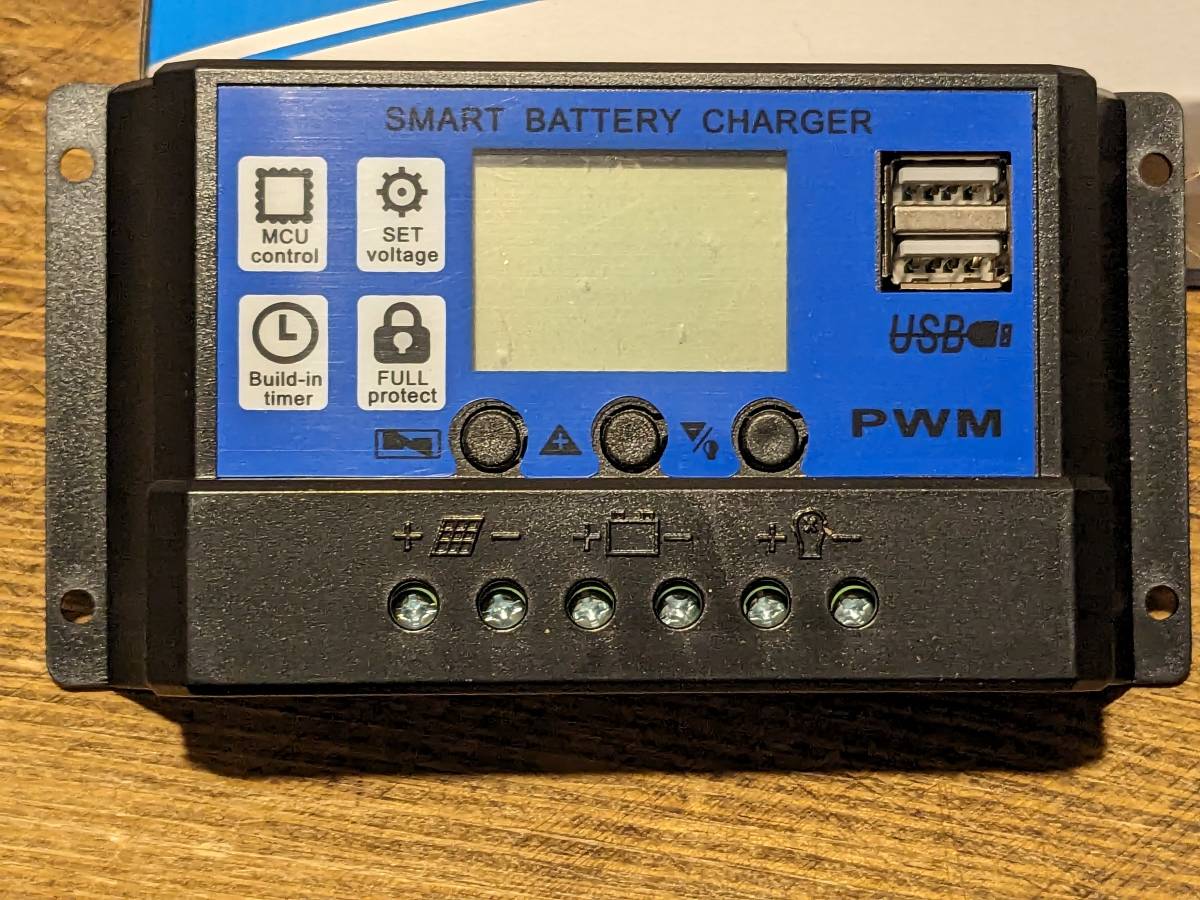 SMART BATTERY CHARGER
MCU
control
SET
voltage
Build-in
timer
FULL
protect
USB
PWM
+ −
+ −
+ −